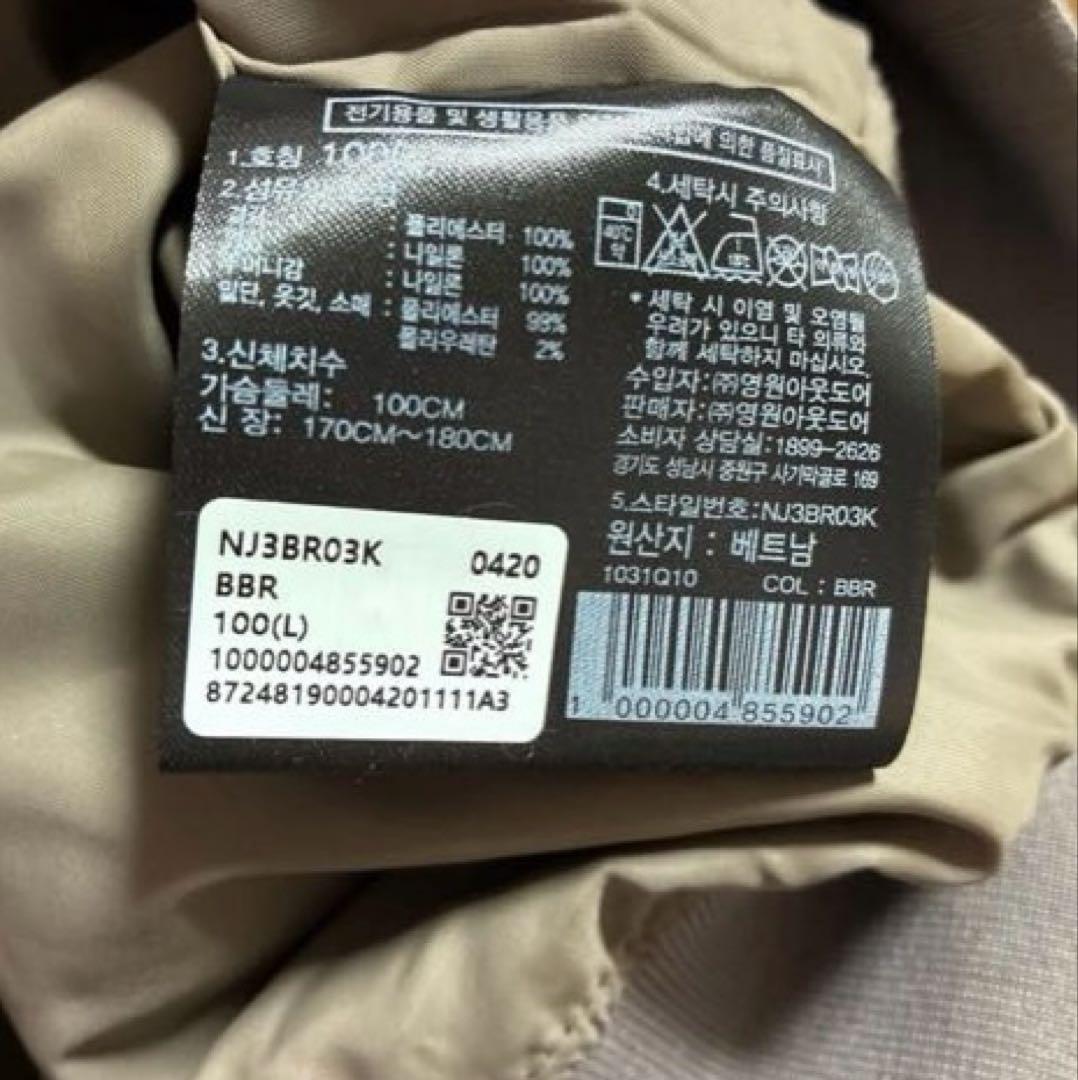 전기용품 및 생활용품 에 의한 품질표시
1.호칭 100(
2.섬유의
: 폴리에스터 100%
: 나일론 100%
주머니감 : 나일론 100%
밑단, 옷깃, 소매 : 폴리에스터 98%
폴리우레탄 2%
3.신체치수
가슴둘레: 100CM
신 장: 170CM~180CM
4.세탁시 주의사항
40℃
약
* 세탁 시 이염 및 오염될
우려가 있으니 타 의류와
함께 세탁하지 마십시오.
수입자:㈜영원아웃도어
판매자:㈜영원아웃도어
소비자 상담실:1899-2626
경기도 성남시 중원구 사기막골로 169
5.스타일번호:NJ3BR03K
원산지 : 베트남
1031Q10 COL : BBR
1 000004 855902
NJ3BR03K 0420
BBR
100(L)
1000004855902
87248190004201111A3